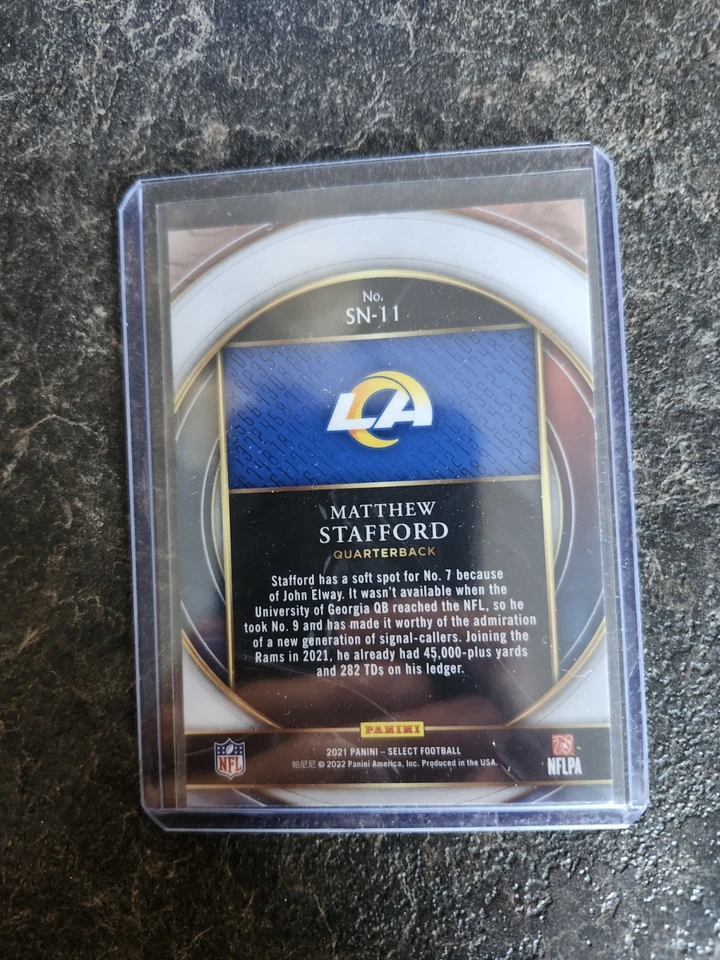 No.
SN-11
LA
MATTHEW
STAFFORD
QUARTERBACK
Stafford has a soft spot for No. 7 because
of John Elway. It wasn't available when the
University of Georgia QB reached the NFL, so he
took No. 9 and has made it worthy of the admiration
of a new generation of signal-callers. Joining the
Rams in 2021, he already had 45,000-plus yards
and 282 TDs on his ledger.
PANINI
2021 PANINI – SELECT FOOTBALL
帕尼尼 © 2022 Panini America, Inc. Produced in the USA.
NFL
NFLPA